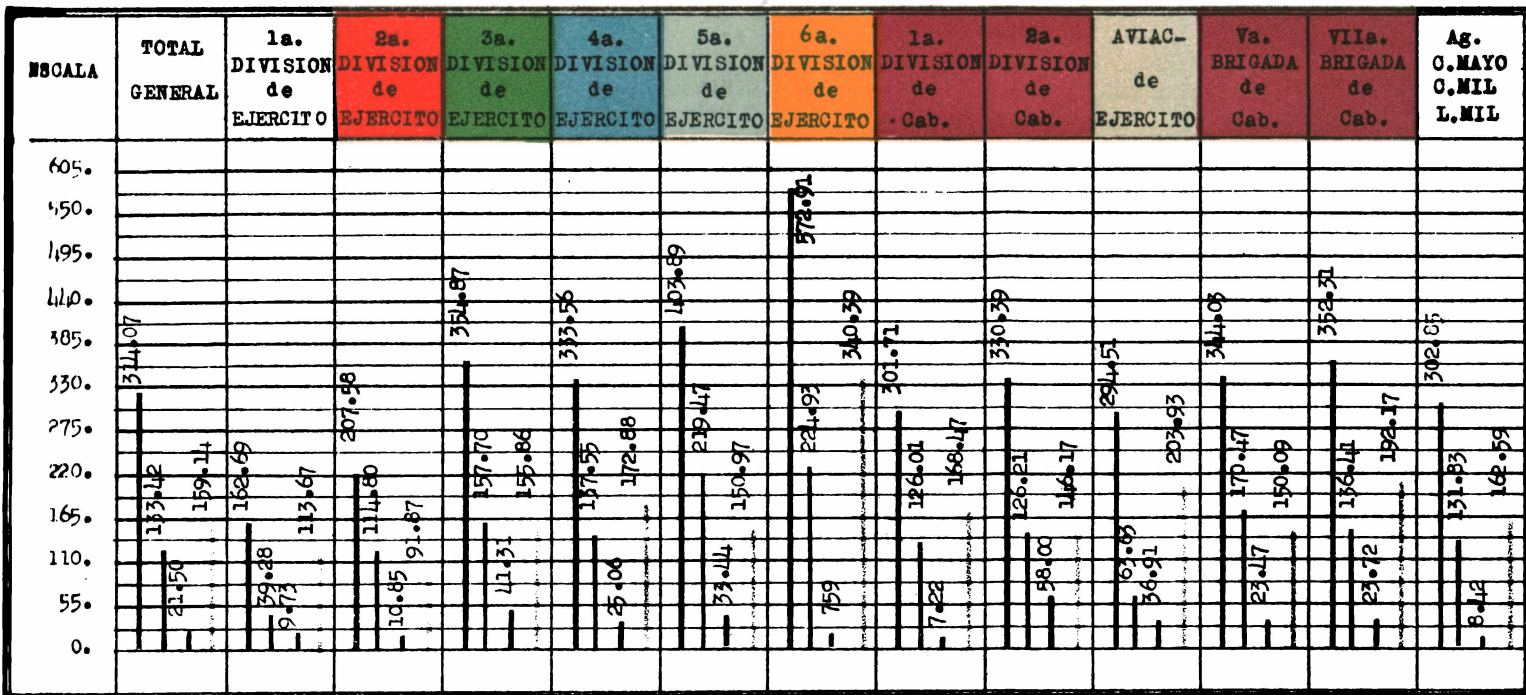 ESCALA
TOTAL
GENERAL
1a.
DIVISION
de
EJERCITO
2a.
DIVISION
de
EJERCITO
3a.
DIVISION
de
EJERCITO
4a.
DIVISION
de
EJERCITO
5a.
DIVISION
de
EJERCITO
6a.
DIVISION
de
EJERCITO
1a.
DIVISION
de
Cab.
2a.
DIVISION
de
Cab.
AVIAC-
de
EJERCITO
Va.
BRIGADA
de
Cab.
VIIa.
BRIGADA
de
Cab.
Ag.
C.MAYO
C.MIL
L.MIL
605.
550.
495.
440.
385.
330.
275.
220.
165.
110.
55.
0.
314.07
133.42
21.50
159.14
162.69
39.28
9.73
113.67
207.58
114.80
10.85
91.87
354.87
157.70
41.31
155.86
333.56
137.55
25.06
172.88
403.89
219.47
33.44
150.97
572.91
224.93
759
340.39
301.71
126.01
7.22
168.47
330.39
126.21
58.00
146.17
294.51
63.63
36.91
203.93
344.03
170.47
23.47
150.09
352.31
136.41
23.72
192.17
302.85
131.83
8.42
162.59